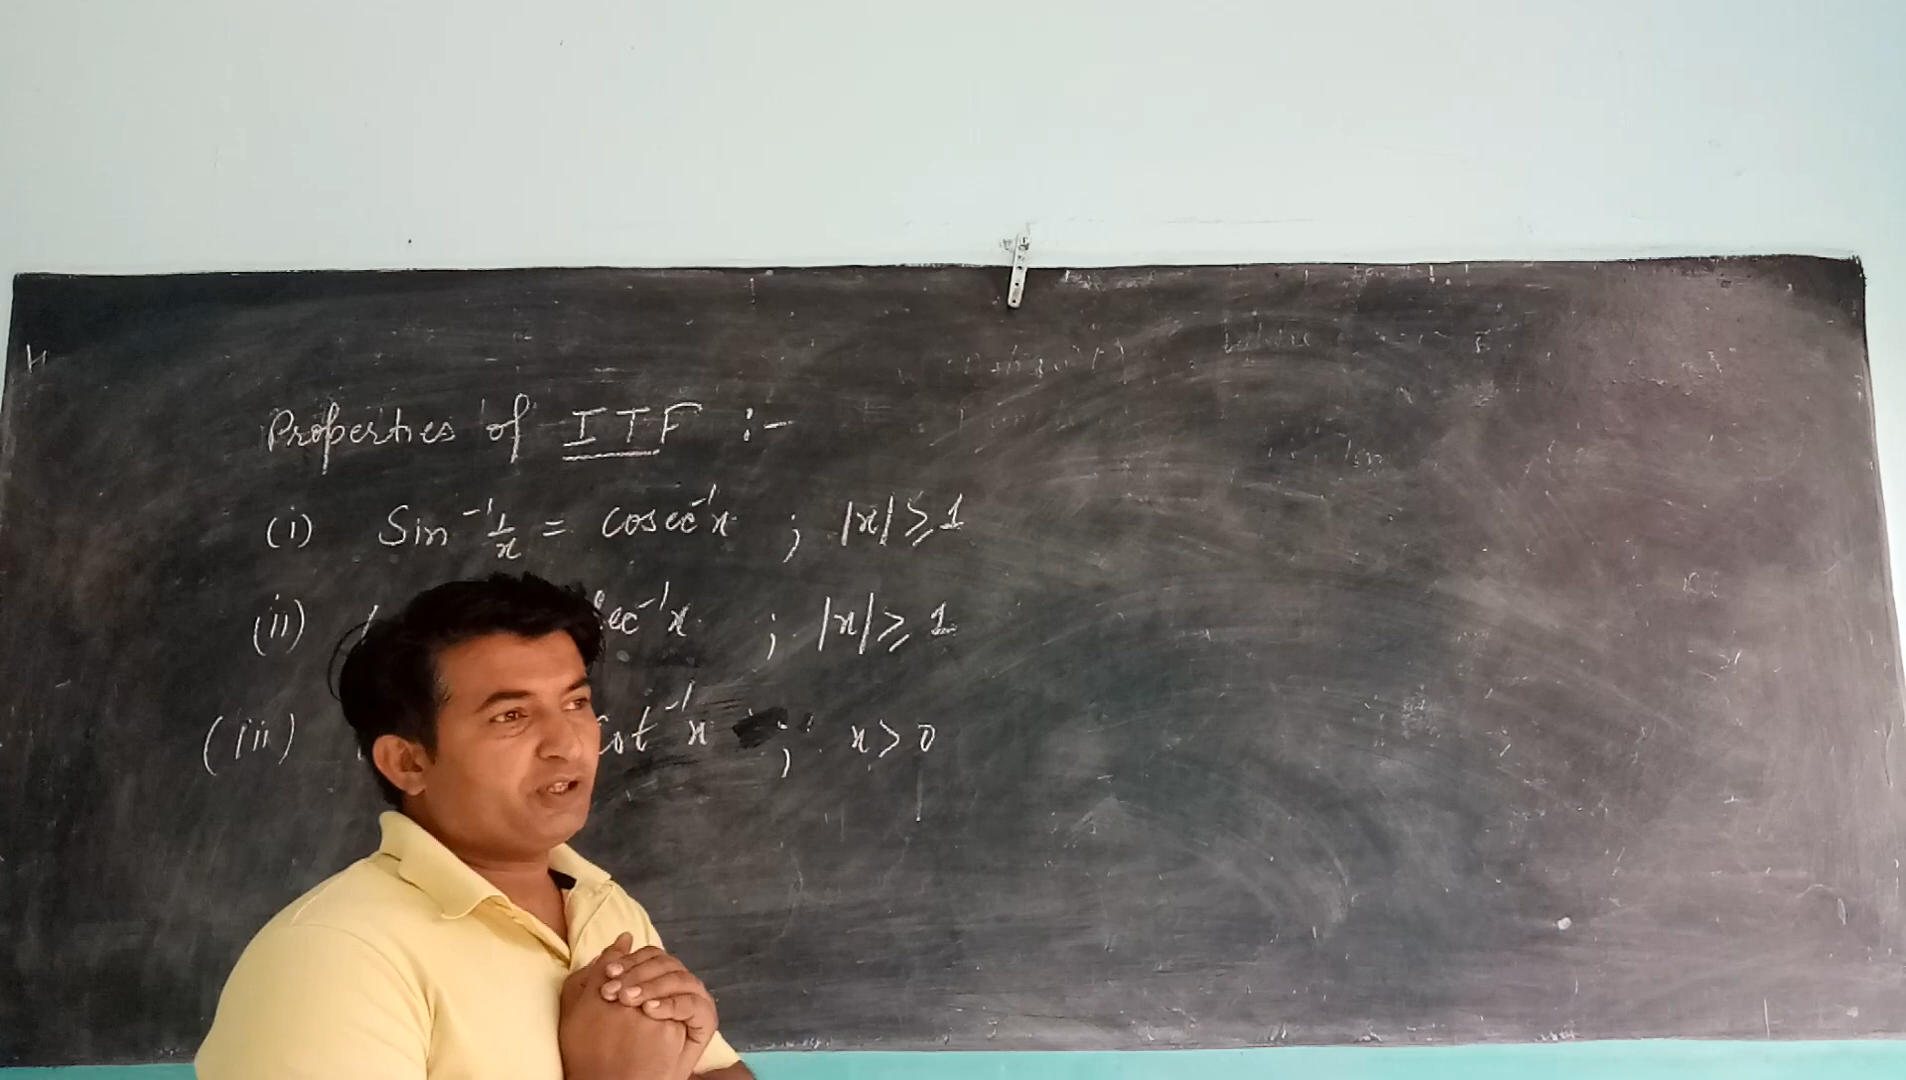 Properties of ITF :-
(i) Sin⁻¹ 1/x = cosec⁻¹x ; |x| ≥ 1
(ii) sec⁻¹x ; |x| ≥ 1
(iii) cot⁻¹x ; x > 0